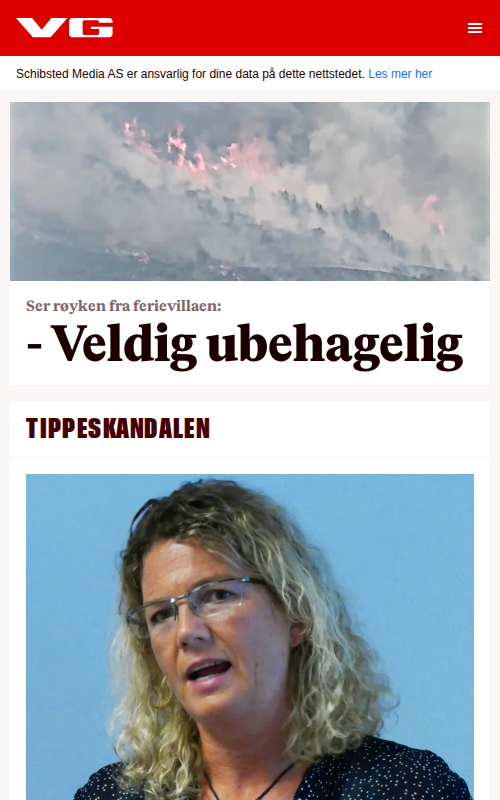 VG
Schibsted Media AS er ansvarlig for dine data på dette nettstedet. Les mer her
Ser røyken fra ferievillaen:
- Veldig ubehagelig
TIPPESKANDALEN